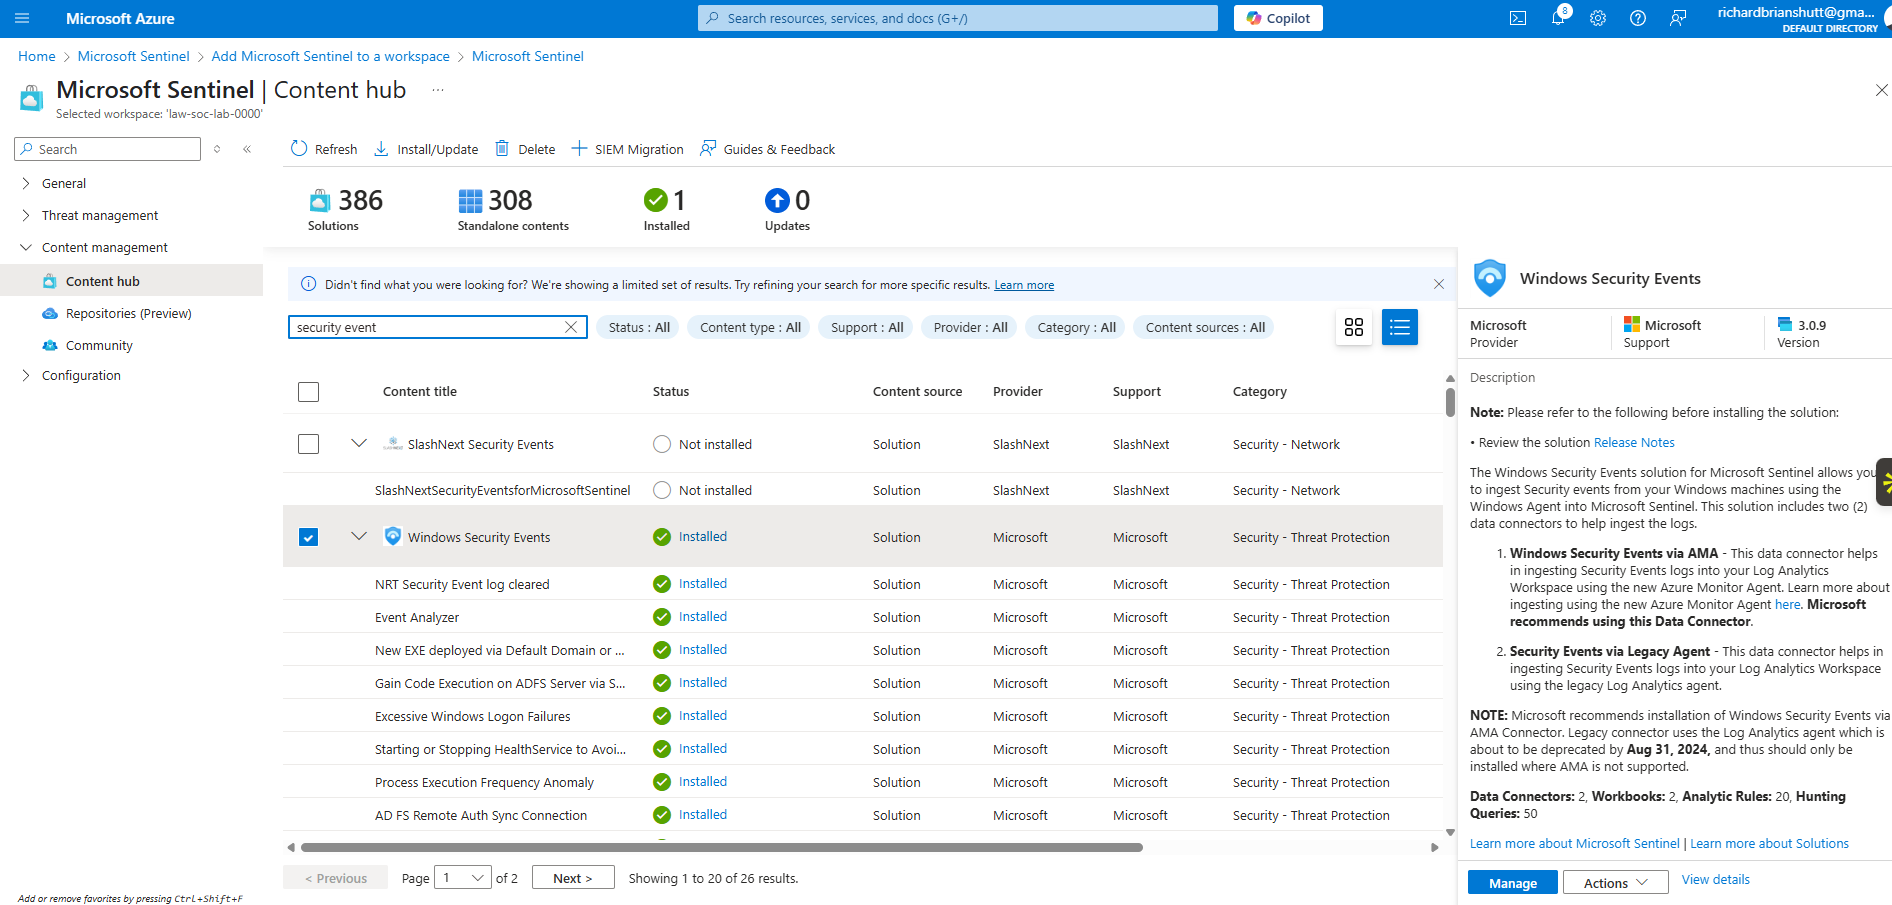 Microsoft Azure
Search resources, services, and docs (G+/)
Copilot
8
richardbrianshutt@gma...
DEFAULT DIRECTORY
Home > Microsoft Sentinel > Add Microsoft Sentinel to a workspace > Microsoft Sentinel
Microsoft Sentinel | Content hub ...
Selected workspace: 'law-soc-lab-0000'
Search
General
Threat management
Content management
Content hub
Repositories (Preview)
Community
Configuration
Add or remove favorites by pressing Ctrl+Shift+F
Refresh Install/Update Delete SIEM Migration Guides & Feedback
386 308 1 0
Solutions Standalone contents Installed Updates
Didn't find what you were looking for? We're showing a limited set of results. Try refining your search for more specific results. Learn more
security event
Status : All Content type : All Support : All Provider : All Category : All Content sources : All
Content title Status Content source Provider Support Category
SlashNext Security Events Not installed Solution SlashNext SlashNext Security - Network
SlashNextSecurityEventsforMicrosoftSentinel Not installed Solution SlashNext SlashNext Security - Network
Windows Security Events Installed Solution Microsoft Microsoft Security - Threat Protection
NRT Security Event log cleared Installed Solution Microsoft Microsoft Security - Threat Protection
Event Analyzer Installed Solution Microsoft Microsoft Security - Threat Protection
New EXE deployed via Default Domain or ... Installed Solution Microsoft Microsoft Security - Threat Protection
Gain Code Execution on ADFS Server via S... Installed Solution Microsoft Microsoft Security - Threat Protection
Excessive Windows Logon Failures Installed Solution Microsoft Microsoft Security - Threat Protection
Starting or Stopping HealthService to Avoi... Installed Solution Microsoft Microsoft Security - Threat Protection
Process Execution Frequency Anomaly Installed Solution Microsoft Microsoft Security - Threat Protection
AD FS Remote Auth Sync Connection Installed Solution Microsoft Microsoft Security - Threat Protection
< Previous Page 1 of 2 Next > Showing 1 to 20 of 26 results.
Windows Security Events
Microsoft Microsoft 3.0.9
Provider Support Version
Description
Note: Please refer to the following before installing the solution:
• Review the solution Release Notes
The Windows Security Events solution for Microsoft Sentinel allows you
to ingest Security events from your Windows machines using the
Windows Agent into Microsoft Sentinel. This solution includes two (2)
data connectors to help ingest the logs.
1. Windows Security Events via AMA - This data connector helps
in ingesting Security Events logs into your Log Analytics
Workspace using the new Azure Monitor Agent. Learn more about
ingesting using the new Azure Monitor Agent here. Microsoft
recommends using this Data Connector.
2. Security Events via Legacy Agent - This data connector helps in
ingesting Security Events logs into your Log Analytics Workspace
using the legacy Log Analytics agent.
NOTE: Microsoft recommends installation of Windows Security Events via
AMA Connector. Legacy connector uses the Log Analytics agent which is
about to be deprecated by Aug 31, 2024, and thus should only be
installed where AMA is not supported.
Data Connectors: 2, Workbooks: 2, Analytic Rules: 20, Hunting
Queries: 50
Learn more about Microsoft Sentinel | Learn more about Solutions
Manage Actions View details